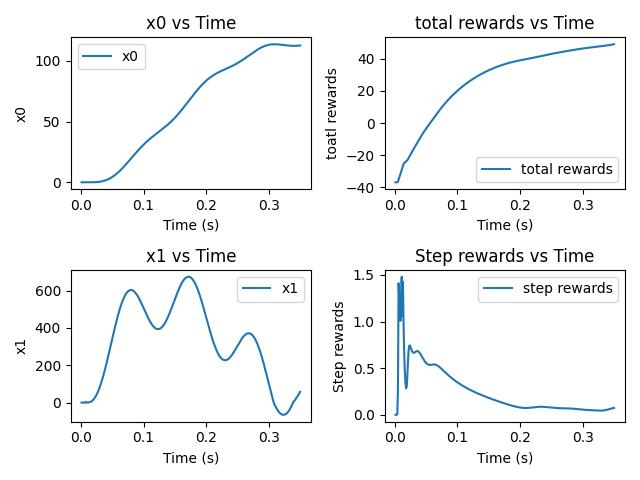 x0 vs Time
x0
100
50
0
x0
0.0 0.1 0.2 0.3
Time (s)
total rewards vs Time
40
20
0
−20
−40
toatl rewards
total rewards
0.0 0.1 0.2 0.3
Time (s)
x1 vs Time
x1
600
400
200
0
x1
0.0 0.1 0.2 0.3
Time (s)
Step rewards vs Time
step rewards
1.5
1.0
0.5
0.0
Step rewards
0.0 0.1 0.2 0.3
Time (s)